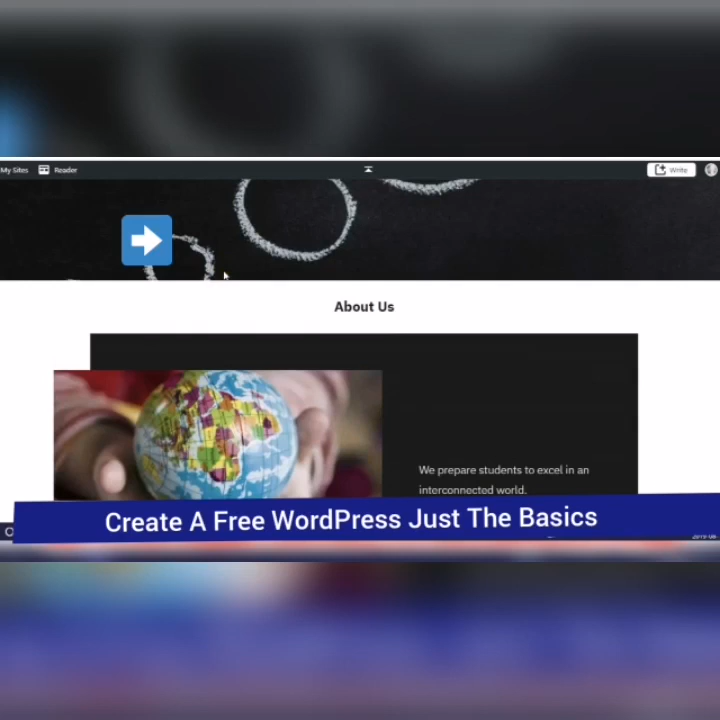 My Sites Reader Write
About Us
We prepare students to excel in an
interconnected world.
Create A Free WordPress Just The Basics